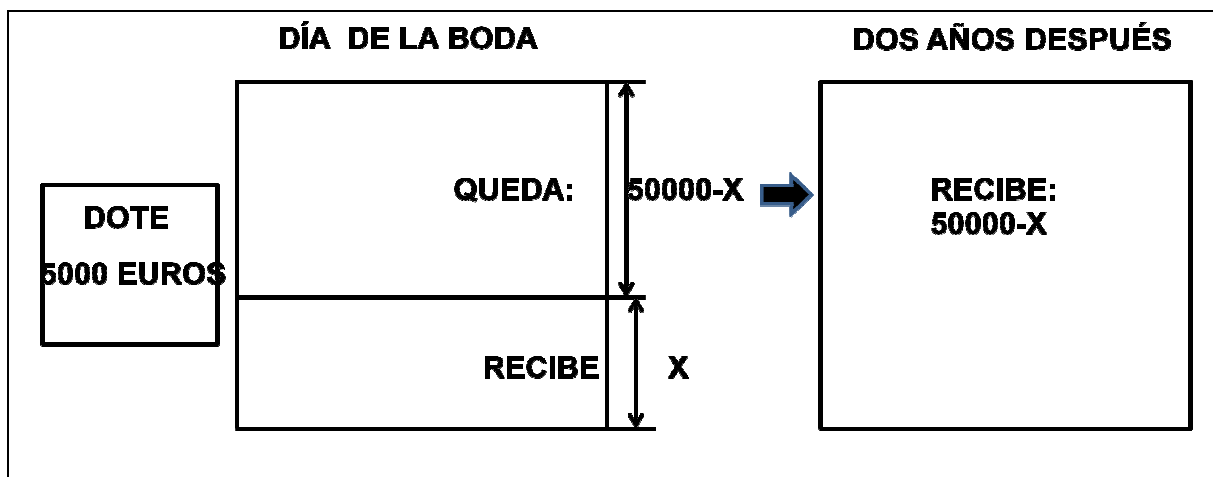 DÍA DE LA BODA
DOS AÑOS DESPUÉS
DOTE
5000 EUROS
QUEDA: 50000-X
RECIBE X
RECIBE:
50000-X